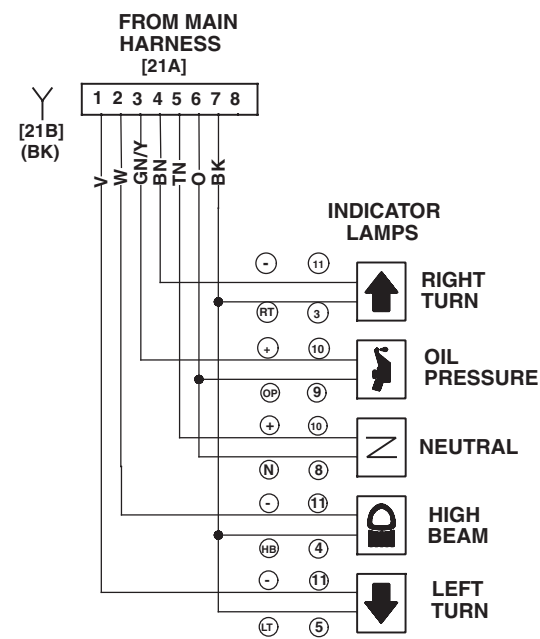 FROM MAIN
HARNESS
[21A]
1 2 3 4 5 6 7 8
[21B]
(BK)
V
W
GN/Y
BN
TN
O
BK
INDICATOR
LAMPS
- 11
RIGHT
TURN
RT 3
+ 10
OIL
PRESSURE
OP 9
+ 10
NEUTRAL
N 8
- 11
HIGH
BEAM
HB 4
- 11
LEFT
TURN
LT 5